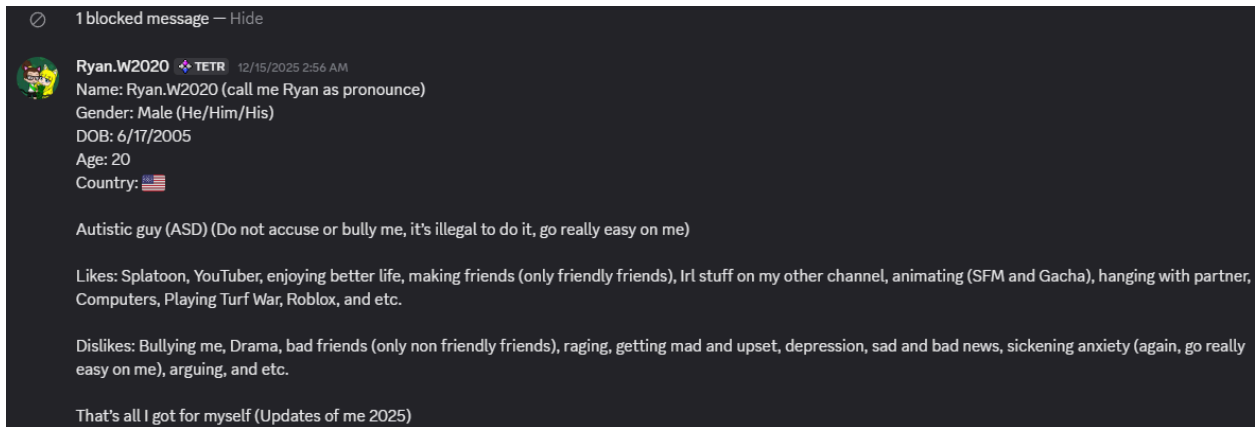 1 blocked message — Hide
Ryan.W2020 TETR 12/15/2025 2:56 AM
Name: Ryan.W2020 (call me Ryan as pronounce)
Gender: Male (He/Him/His)
DOB: 6/17/2005
Age: 20
Country: 🇺🇸
Autistic guy (ASD) (Do not accuse or bully me, it’s illegal to do it, go really easy on me)
Likes: Splatoon, YouTuber, enjoying better life, making friends (only friendly friends), Irl stuff on my other channel, animating (SFM and Gacha), hanging with partner,
Computers, Playing Turf War, Roblox, and etc.
Dislikes: Bullying me, Drama, bad friends (only non friendly friends), raging, getting mad and upset, depression, sad and bad news, sickening anxiety (again, go really
easy on me), arguing, and etc.
That’s all I got for myself (Updates of me 2025)